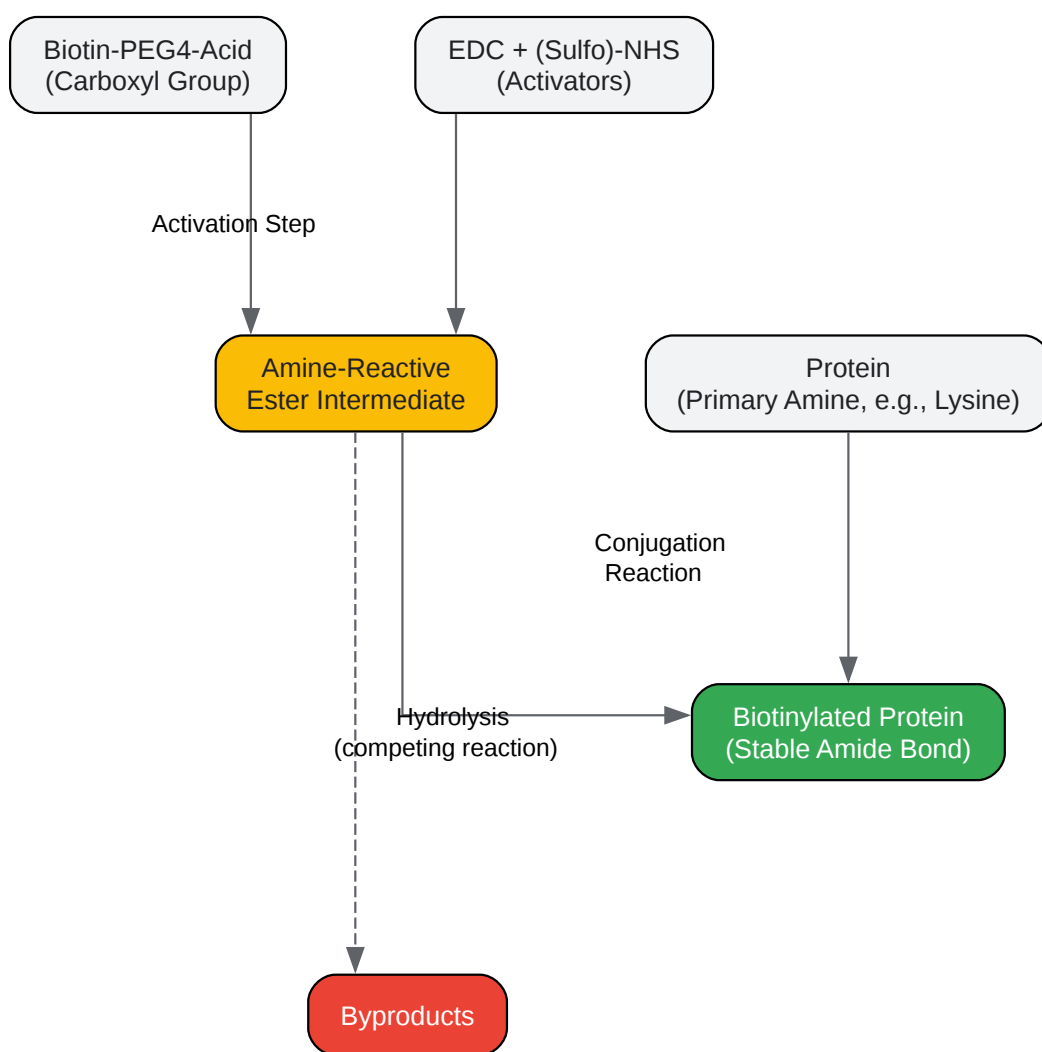 Biotin-PEG4-Acid
(Carboxyl Group)
EDC + (Sulfo)-NHS
(Activators)
Activation Step
Amine-Reactive
Ester Intermediate
Protein
(Primary Amine, e.g., Lysine)
Conjugation
Reaction
Hydrolysis
(competing reaction)
Biotinylated Protein
(Stable Amide Bond)
Byproducts